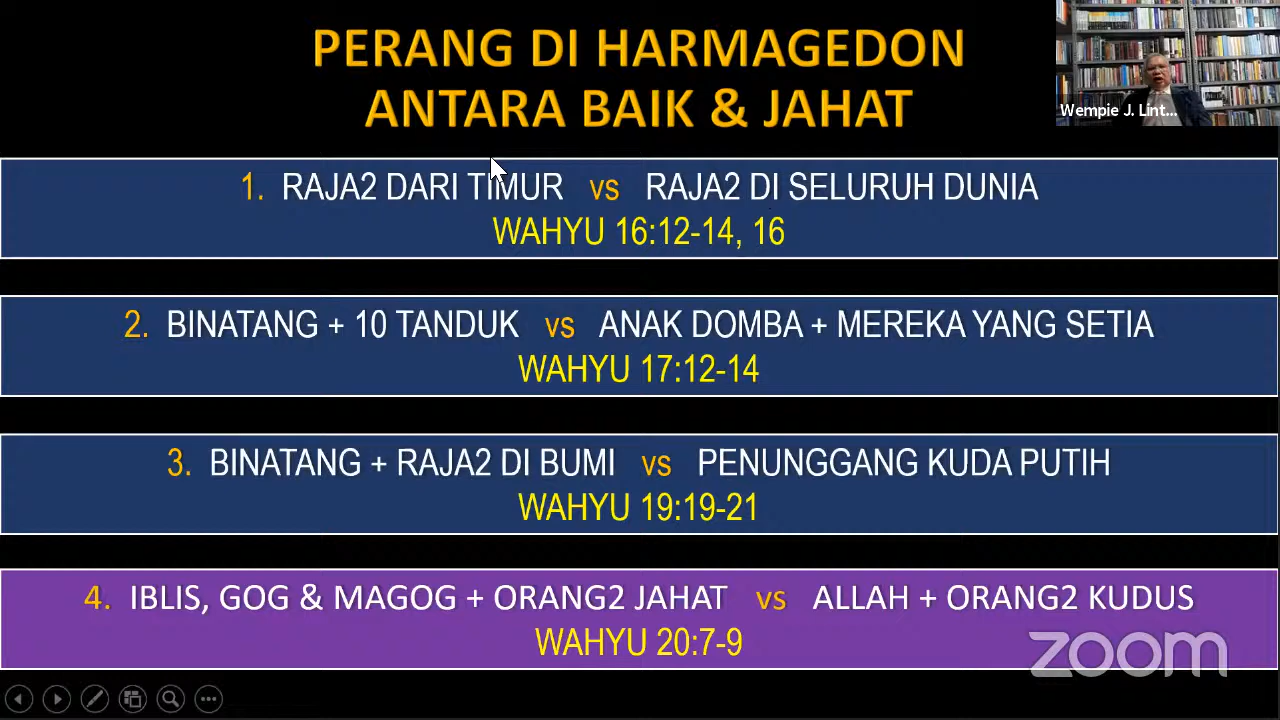 PERANG DI HARMAGEDON
ANTARA BAIK & JAHAT
Wempie J. Lint...
1. RAJA2 DARI TIMUR vs RAJA2 DI SELURUH DUNIA
WAHYU 16:12-14, 16
2. BINATANG + 10 TANDUK vs ANAK DOMBA + MEREKA YANG SETIA
WAHYU 17:12-14
3. BINATANG + RAJA2 DI BUMI vs PENUNGGANG KUDA PUTIH
WAHYU 19:19-21
4. IBLIS, GOG & MAGOG + ORANG2 JAHAT vs ALLAH + ORANG2 KUDUS
WAHYU 20:7-9
zoom